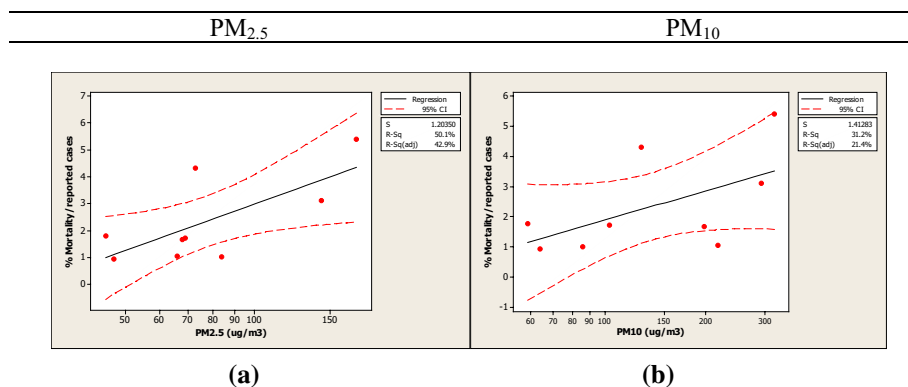 PM2.5 PM10
7
6
5
4
3
2
1
0
% Mortality/reported cases
50 60 70 80 90 100 150
PM2.5 (ug/m3)
Regression
95% CI
S 1.20350
R-Sq 50.1%
R-Sq(adj) 42.9%
6
5
4
3
2
1
0
-1
% Mortality/reported cases
60 70 80 90 100 150 200 300
PM10 (ug/m3)
Regression
95% CI
S 1.41283
R-Sq 31.2%
R-Sq(adj) 21.4%
(a) (b)